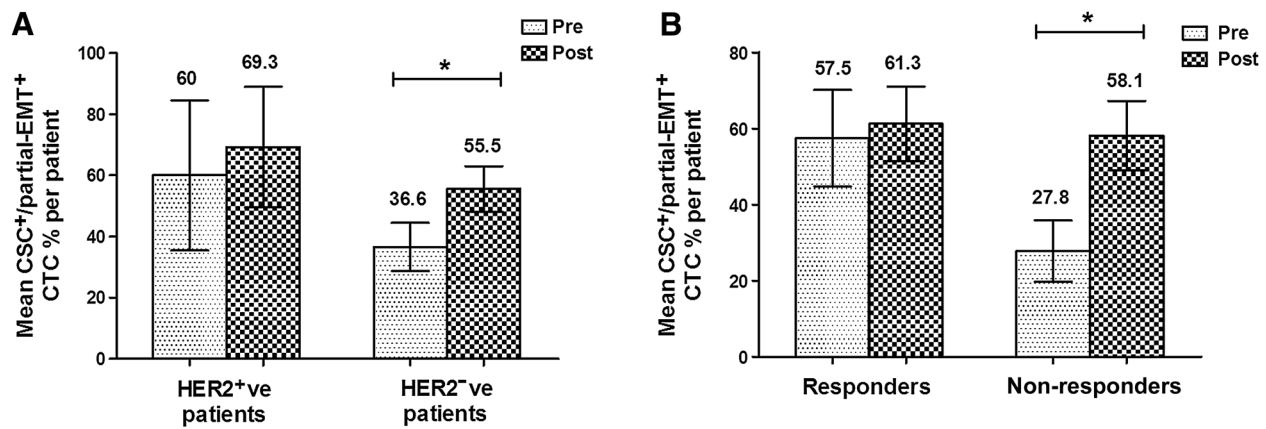 A
Pre
Post
Mean CSC+/partial-EMT+
CTC % per patient
100
80
60
40
20
0
60
69.3
*
36.6
55.5
HER2+ve
patients
HER2-ve
patients
B
Pre
Post
Mean CSC+/partial-EMT+
CTC % per patient
80
60
40
20
0
57.5
61.3
*
27.8
58.1
Responders
Non-responders